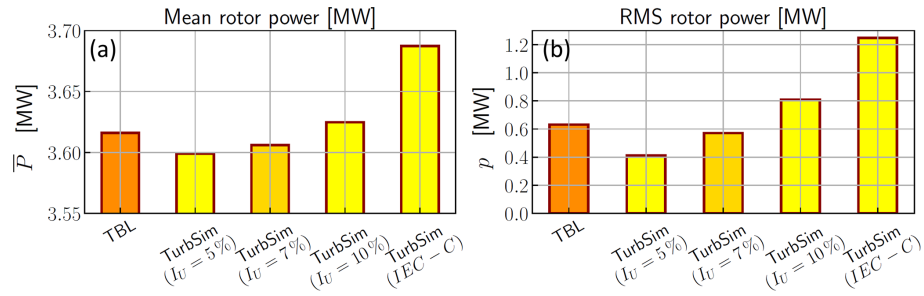 Mean rotor power [MW]
(a)
3.70
3.65
3.60
3.55
P̅ [MW]
TBL
TurbSim
(I_U = 5 %)
TurbSim
(I_U = 7 %)
TurbSim
(I_U = 10 %)
TurbSim
(IEC − C)
RMS rotor power [MW]
(b)
1.2
1.0
0.8
0.6
0.4
0.2
0.0
p [MW]
TBL
TurbSim
(I_U = 5 %)
TurbSim
(I_U = 7 %)
TurbSim
(I_U = 10 %)
TurbSim
(IEC − C)